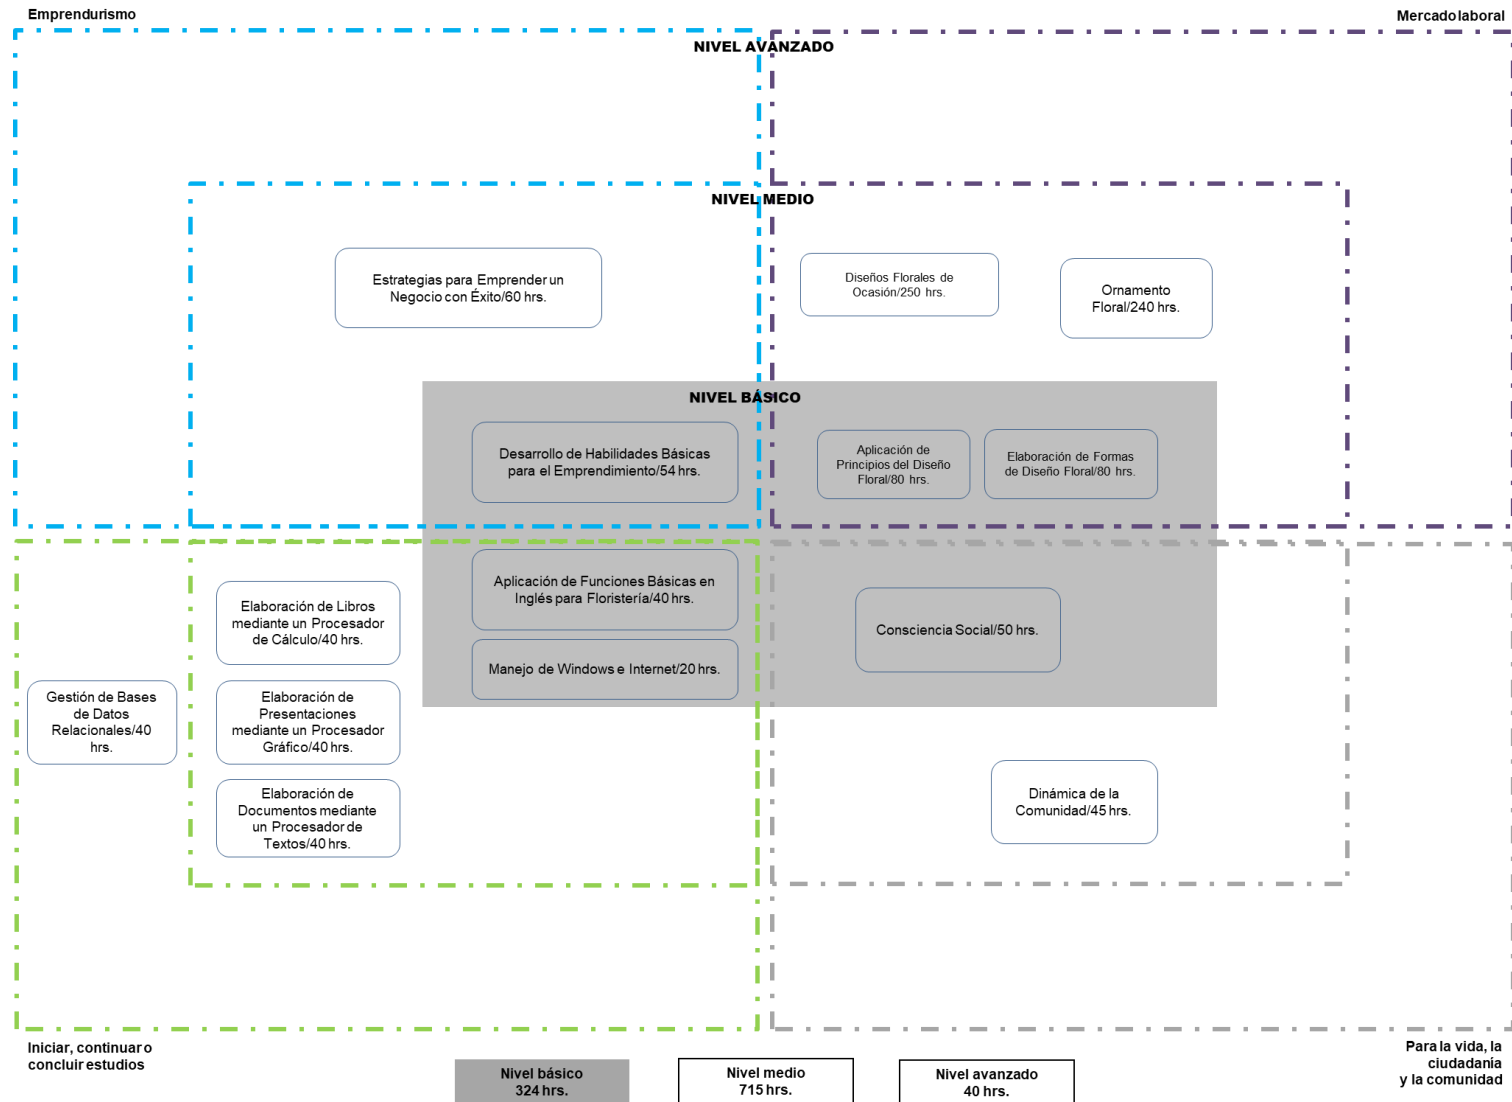 Emprendurismo
Mercado laboral
NIVEL AVANZADO
NIVEL MEDIO
Estrategias para Emprender un
Negocio con Éxito/60 hrs.
Diseños Florales de
Ocasión/250 hrs.
Ornamento
Floral/240 hrs.
NIVEL BÁSICO
Desarrollo de Habilidades Básicas
para el Emprendimiento/54 hrs.
Aplicación de
Principios del Diseño
Floral/80 hrs.
Elaboración de Formas
de Diseño Floral/80 hrs.
Aplicación de Funciones Básicas en
Inglés para Floristería/40 hrs.
Elaboración de Libros
mediante un Procesador
de Cálculo/40 hrs.
Consciencia Social/50 hrs.
Manejo de Windows e Internet/20 hrs.
Gestión de Bases
de Datos
Relacionales/40
hrs.
Elaboración de
Presentaciones
mediante un Procesador
Gráfico/40 hrs.
Elaboración de
Documentos mediante
un Procesador de
Textos/40 hrs.
Dinámica de la
Comunidad/45 hrs.
Iniciar, continuar o
concluir estudios
Para la vida, la
ciudadanía
y la comunidad
Nivel básico
324 hrs.
Nivel medio
715 hrs.
Nivel avanzado
40 hrs.